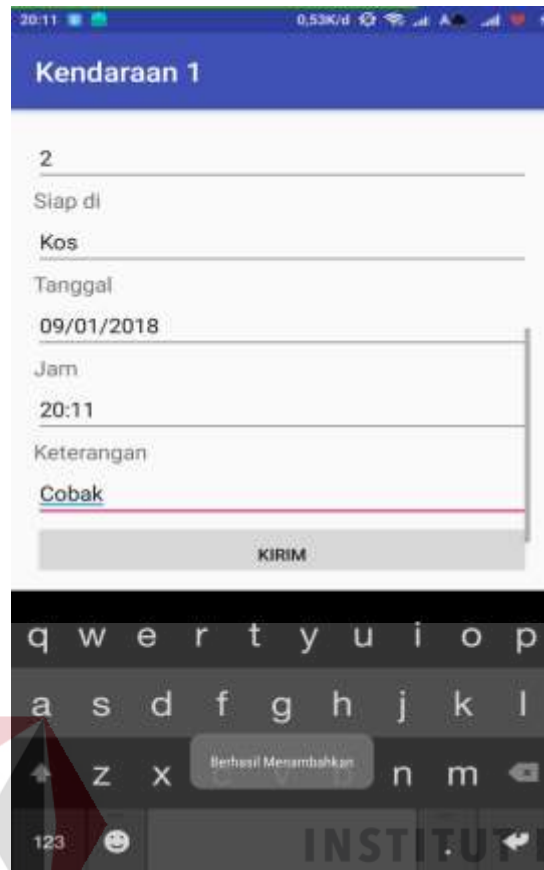 20:11 0,53K/d
Kendaraan 1
2
Siap di
Kos
Tanggal
09/01/2018
Jam
20:11
Keterangan
Cobak
KIRIM
q w e r t y u i o p
a s d f g h j k l
z x n m
Berhasil Menambahkan
123 .
INSTITUT